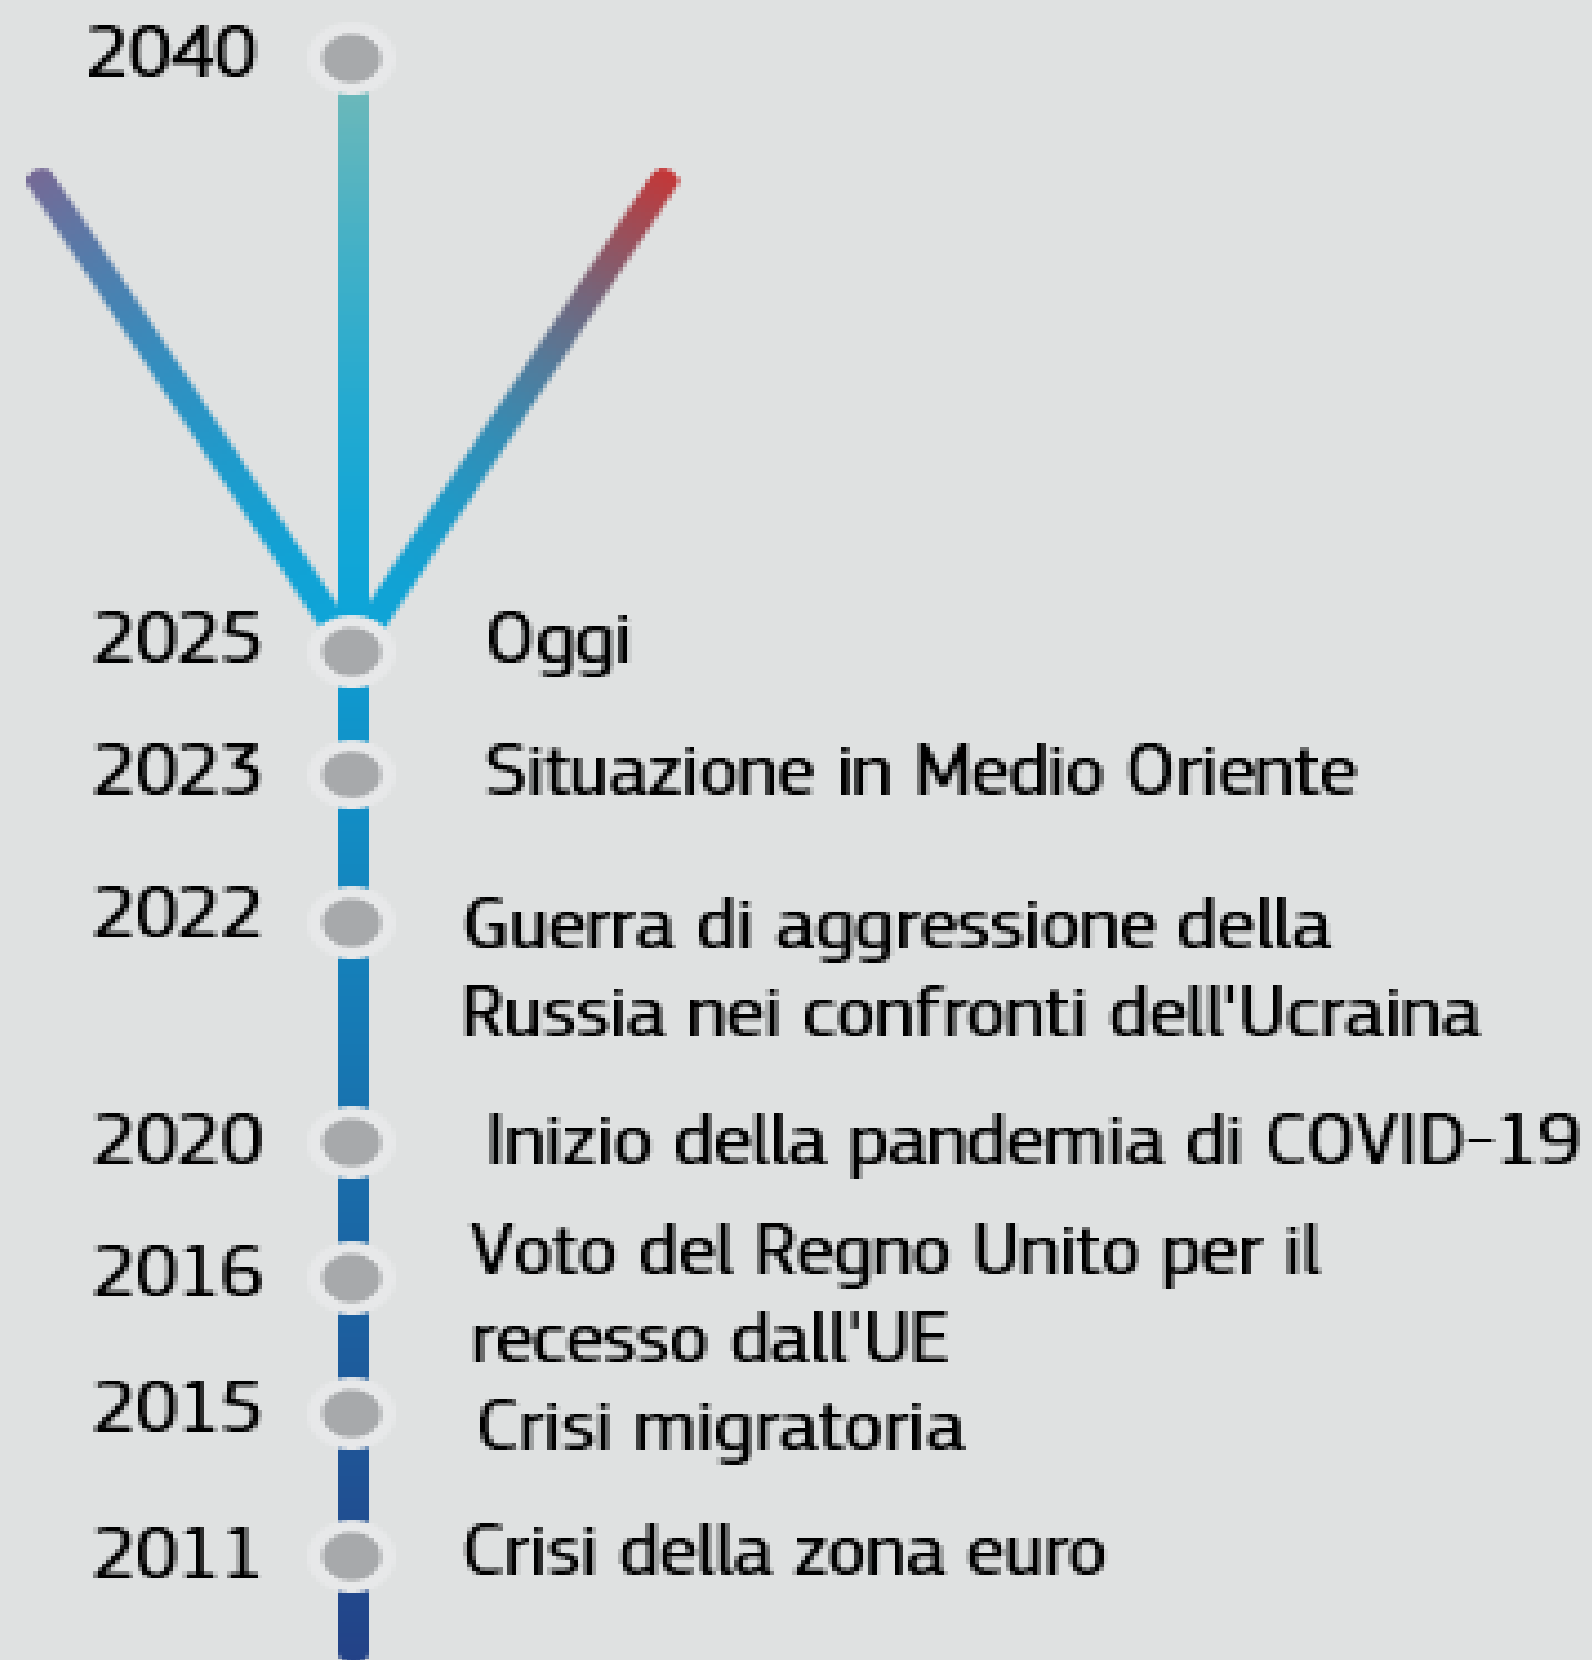 2040
2025 Oggi
2023 Situazione in Medio Oriente
2022 Guerra di aggressione della
Russia nei confronti dell'Ucraina
2020 Inizio della pandemia di COVID-19
2016 Voto del Regno Unito per il
recesso dall'UE
2015 Crisi migratoria
2011 Crisi della zona euro